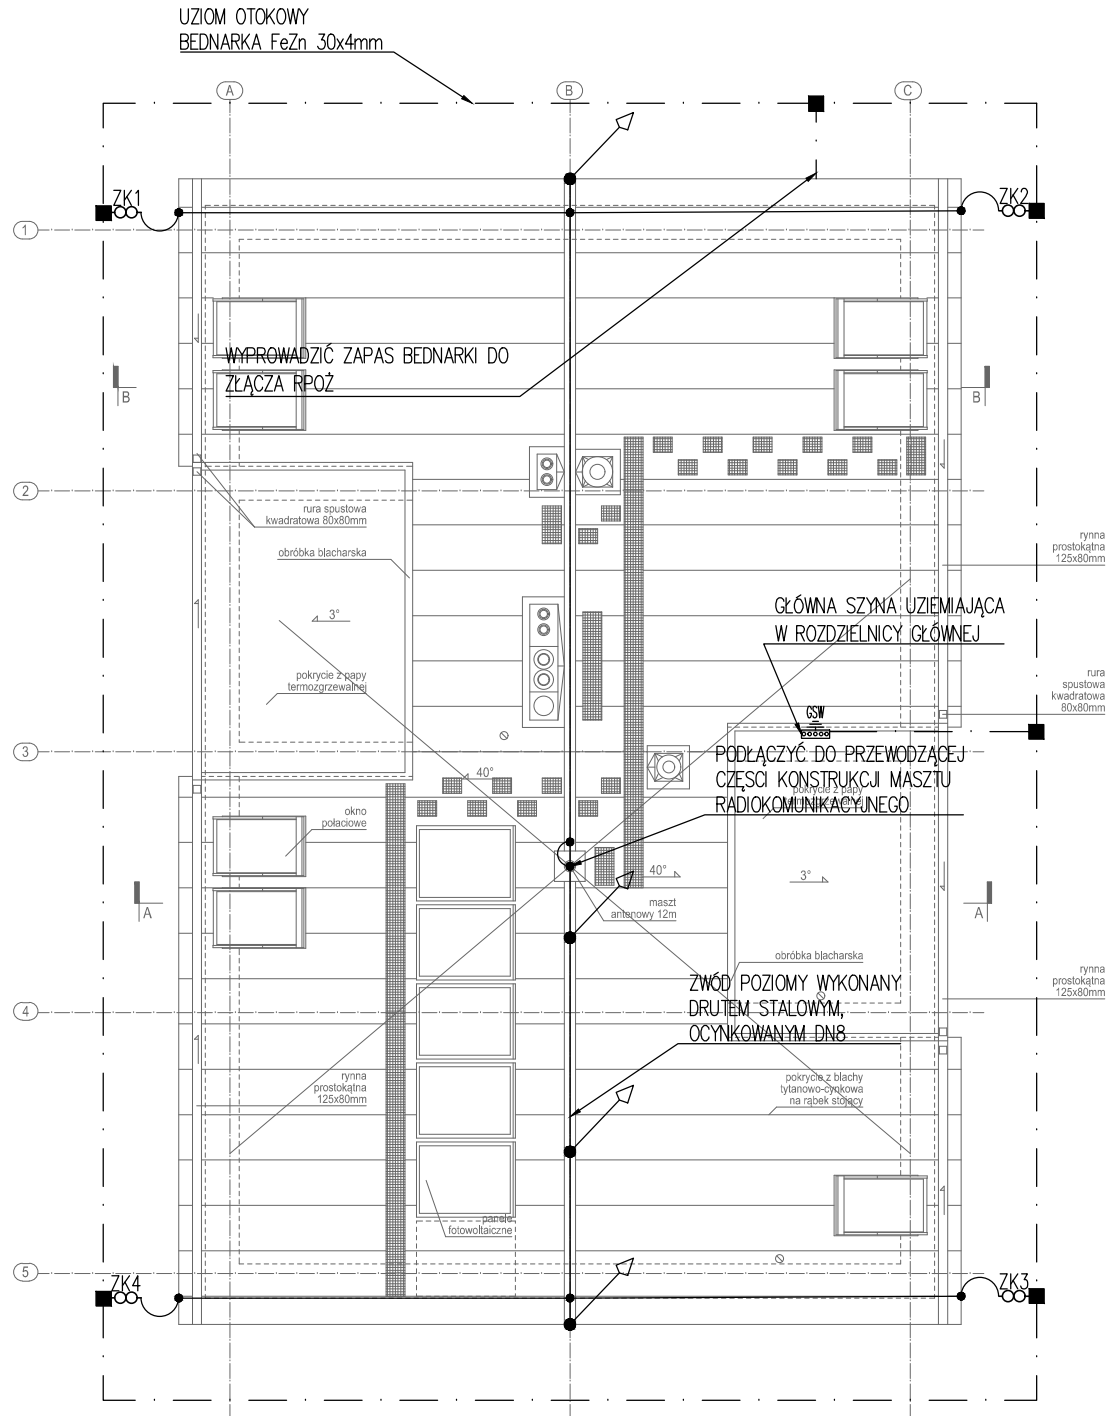 UZIOM OTOKOWY
BEDNARKA FeZn 30x4mm
A
B
C
ZK1
ZK2
1
WYPROWADZIĆ ZAPAS BEDNARKI DO
ZŁĄCZA RPOŻ
B
B
2
rura spustowa
kwadratowa 80x80mm
obróbka blacharska
rynna
prostokątna
125x80mm
3°
GŁÓWNA SZYNA UZIEMIAJĄCA
W ROZDZIELNICY GŁÓWNEJ
pokrycie z papy
termozgrzewalnej
rura
spustowa
kwadratowa
80x80mm
GSW
3
PODŁĄCZYĆ DO PRZEWODZĄCEJ
CZĘSCI KONSTRUKCJI MASZTU
RADIOKOMUNIKACYJNEGO
40°
pokrycie z papy
termozgrzewalnej
okno
połaciowe
40°
3°
maszt
antenowy 12m
A
A
obróbka blacharska
rynna
prostokątna
125x80mm
ZWÓD POZIOMY WYKONANY
DRUTEM STALOWYM,
OCYNKOWANYM DN8
4
rynna
prostokątna
125x80mm
pokrycie z blachy
tytanowo-cynkowa
na rąbek stojący
panele
fotowoltaiczne
5
ZK4
ZK3